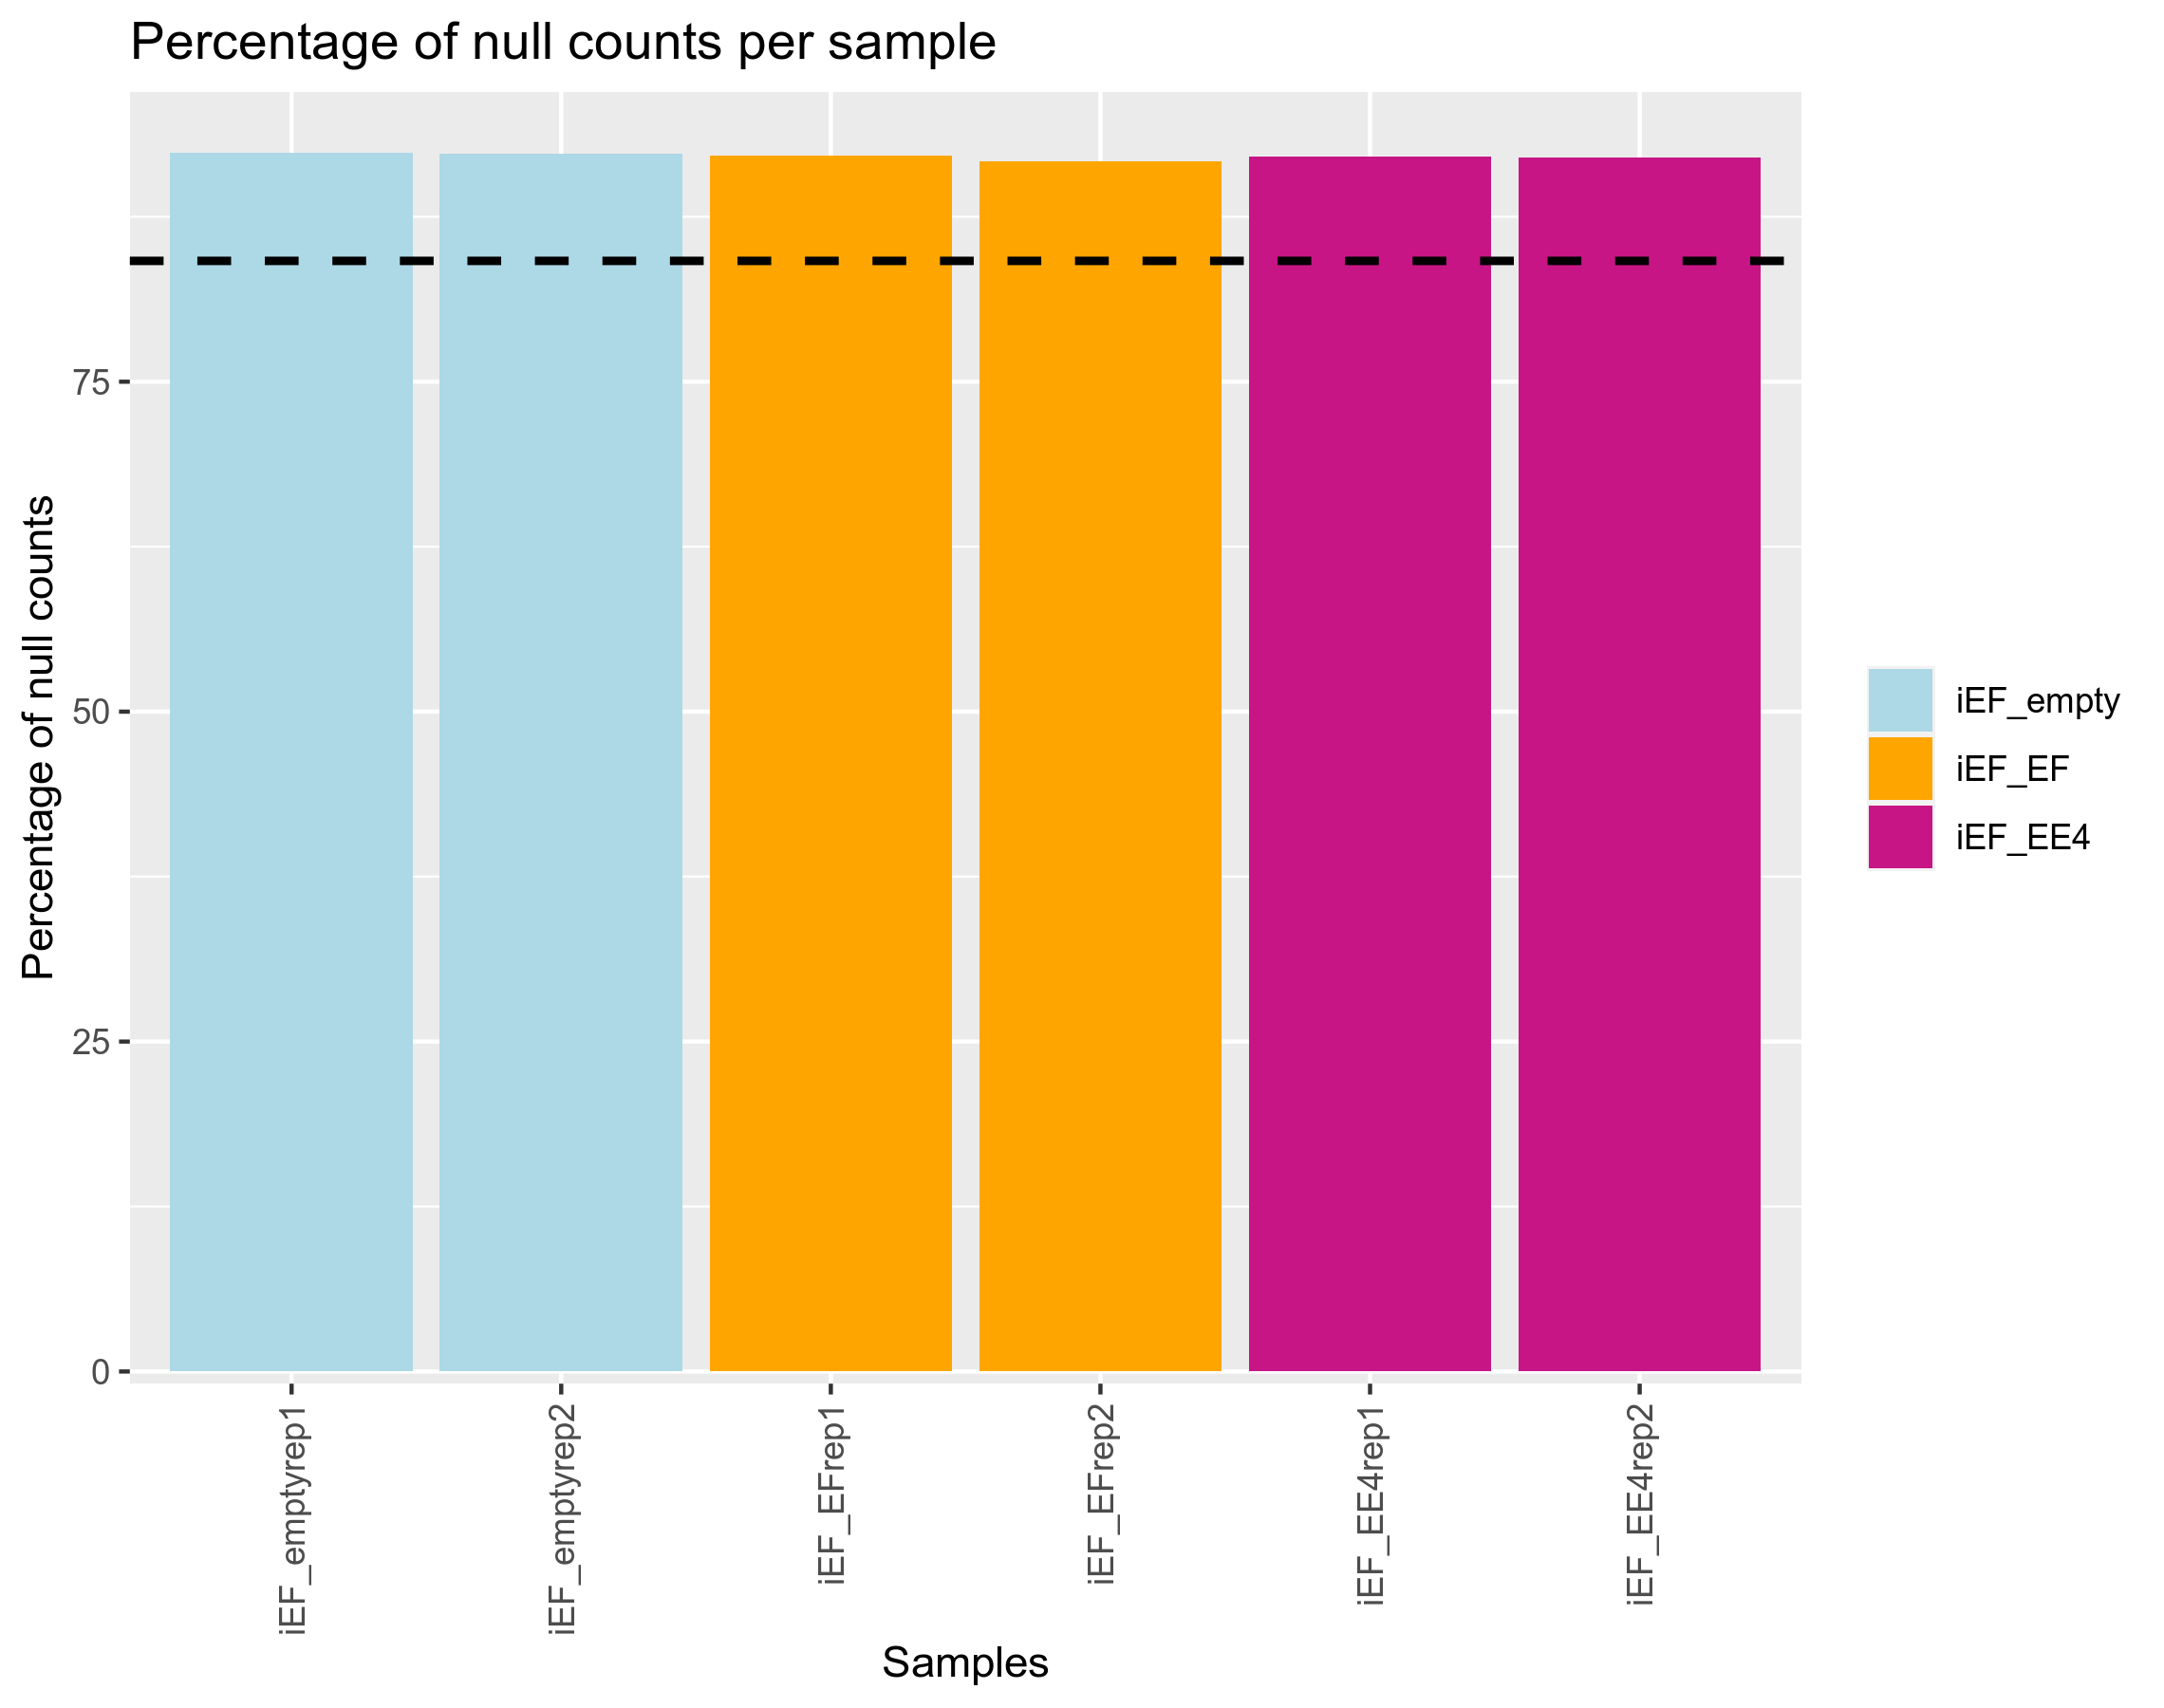 Percentage of null counts per sample
Percentage of null counts
75
50
25
0
iEF_emptyrep1
iEF_emptyrep2
iEF_EFrep1
iEF_EFrep2
iEF_EE4rep1
iEF_EE4rep2
Samples
iEF_empty
iEF_EF
iEF_EE4